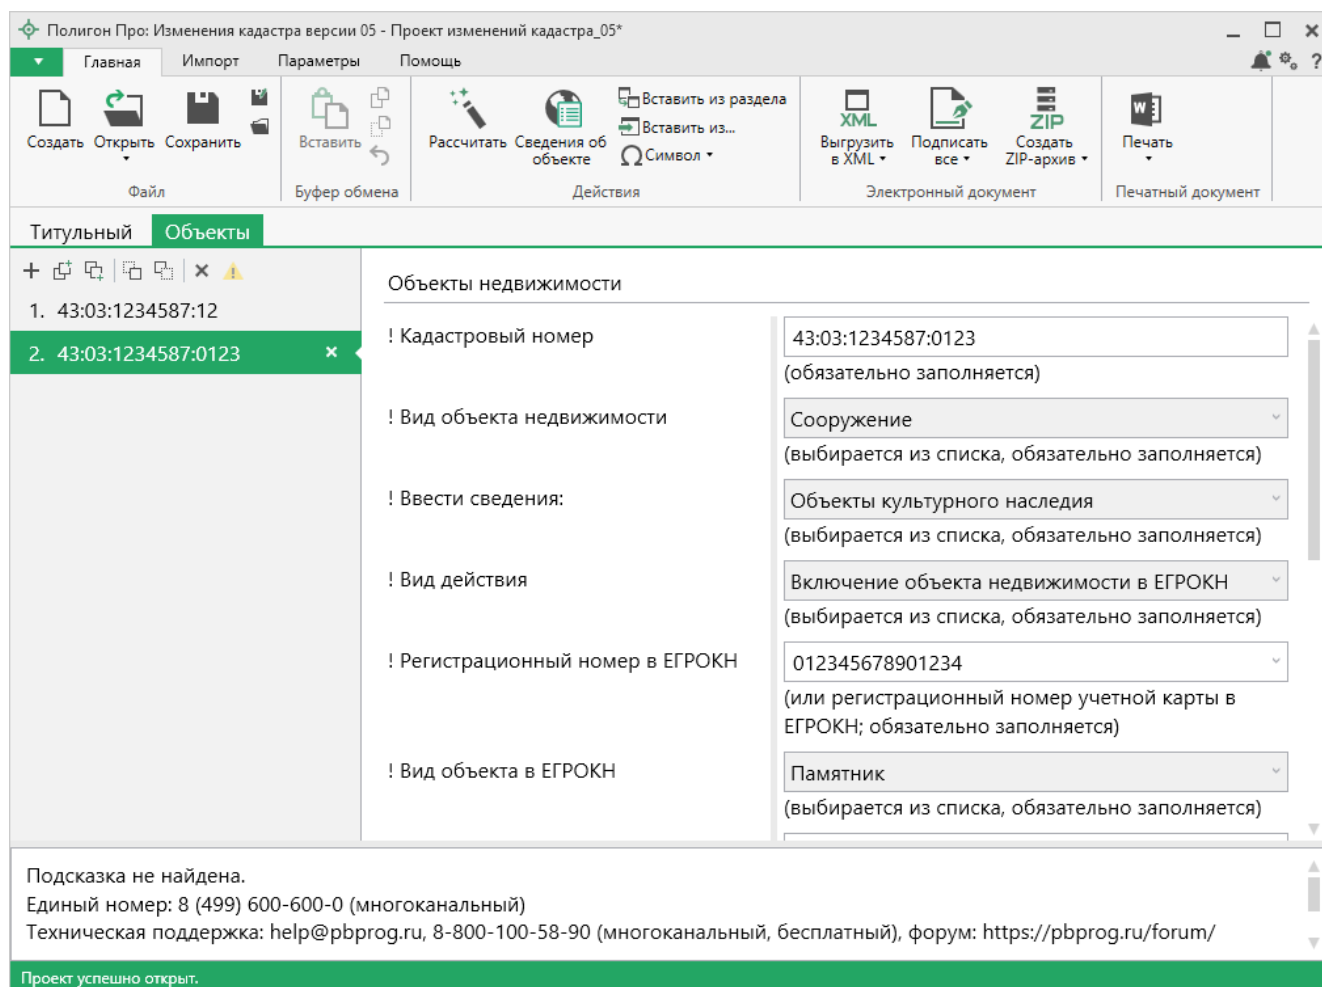 Полигон Про: Изменения кадастра версии 05 - Проект изменений кадастра_05*
Главная Импорт Параметры Помощь
?
Создать Открыть Сохранить
Вставить
Рассчитать Сведения об объекте
Вставить из раздела
Вставить из...
Символ
XML
Выгрузить в XML
Подписать все
ZIP
Создать ZIP-архив
W
Печать
Файл Буфер обмена Действия Электронный документ Печатный документ
Титульный Объекты
1. 43:03:1234587:12
2. 43:03:1234587:0123
Объекты недвижимости
! Кадастровый номер 43:03:1234587:0123
(обязательно заполняется)
! Вид объекта недвижимости Сооружение
(выбирается из списка, обязательно заполняется)
! Ввести сведения: Объекты культурного наследия
(выбирается из списка, обязательно заполняется)
! Вид действия Включение объекта недвижимости в ЕГРОКН
(выбирается из списка, обязательно заполняется)
! Регистрационный номер в ЕГРОКН 012345678901234
(или регистрационный номер учетной карты в
ЕГРОКН; обязательно заполняется)
! Вид объекта в ЕГРОКН Памятник
(выбирается из списка, обязательно заполняется)
Подсказка не найдена.
Единый номер: 8 (499) 600-600-0 (многоканальный)
Техническая поддержка: help@pbprog.ru, 8-800-100-58-90 (многоканальный, бесплатный), форум: https://pbprog.ru/forum/
Проект успешно открыт.